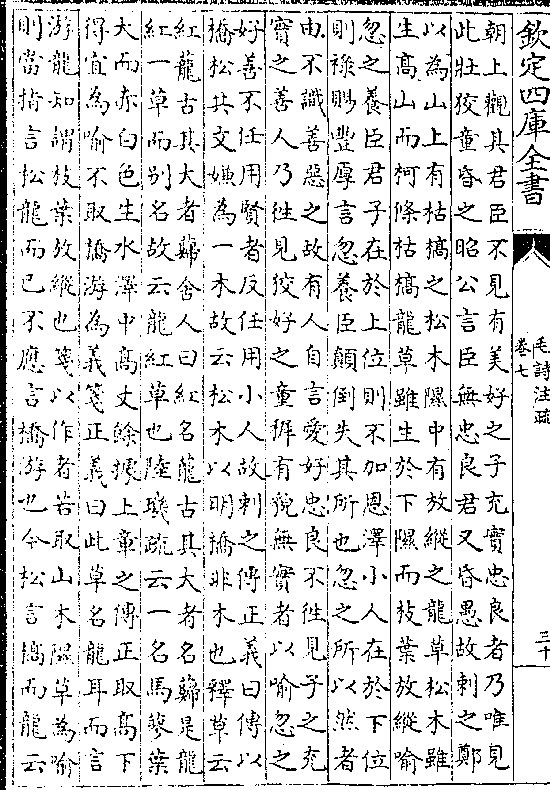 欽定四庫全書
毛詩注疏
卷七
三十
朝上觀其君臣不見有美好之子充實忠良者乃唯見
此壯狡童昏之昭公言臣無忠良君又昏愚故刺之鄭
以為山上有枯槁之松木隰中有放縱之龍草松木雖
生髙山而柯條枯槁龍草雖生於下隰而枝葉放縱喻
忽之養臣君子在於上位則不加恩澤小人在於下位
則祿賜豐厚言忽養臣顛倒失其所也忽之所以然者
由不識善惡之故有人自言愛好忠良不徃見子之充
實之善人乃徃見狡好之童穉有貌無實者以喻忽之
好善不任用賢者反任用小人故刺之傳正義曰傳以
橋松共文嫌為一木故云松木以明橋非木也釋草云
紅龍古其大者蘬舍人曰紅名龍古其大者名蘬是龍
紅一草而别名故云龍紅草也陸璣疏云一名馬蓼葉
大而赤白色生水澤中髙丈餘據上章之傳正取髙下
得宜為喻不取橋游為義箋正義曰此草名龍耳而言
游龍知謂枝葉放縱也箋以作者若取山木隰草為喻
則當指言松龍而已不應言橋游也今松言槁而龍云